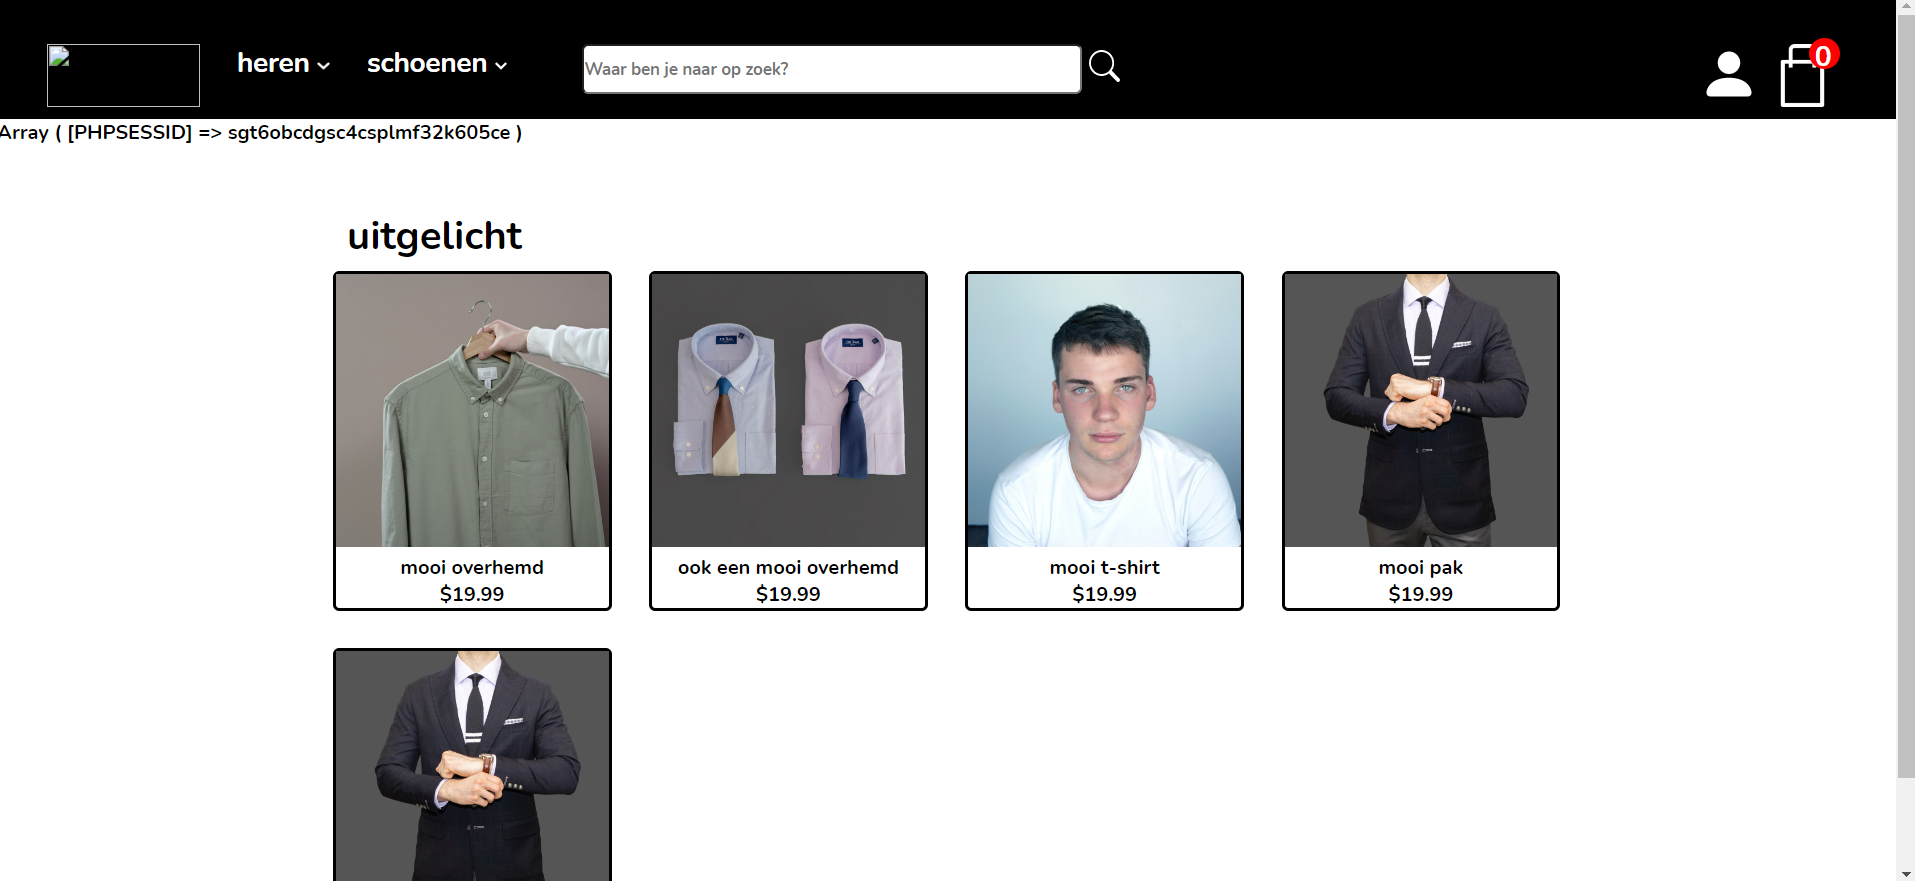 heren
schoenen
Waar ben je naar op zoek?
0
Array ( [PHPSESSID] => sgt6obcdgsc4csplmf32k605ce )
uitgelicht
mooi overhemd
$19.99
ook een mooi overhemd
$19.99
mooi t-shirt
$19.99
mooi pak
$19.99